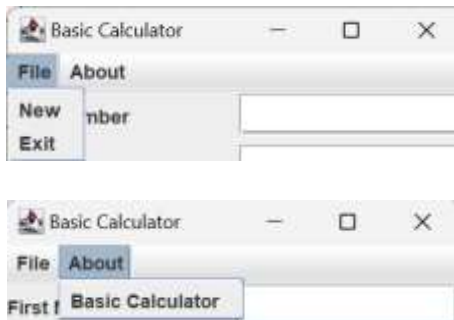 Basic Calculator
File About
New
mber
Exit
Basic Calculator
File About
First Basic Calculator